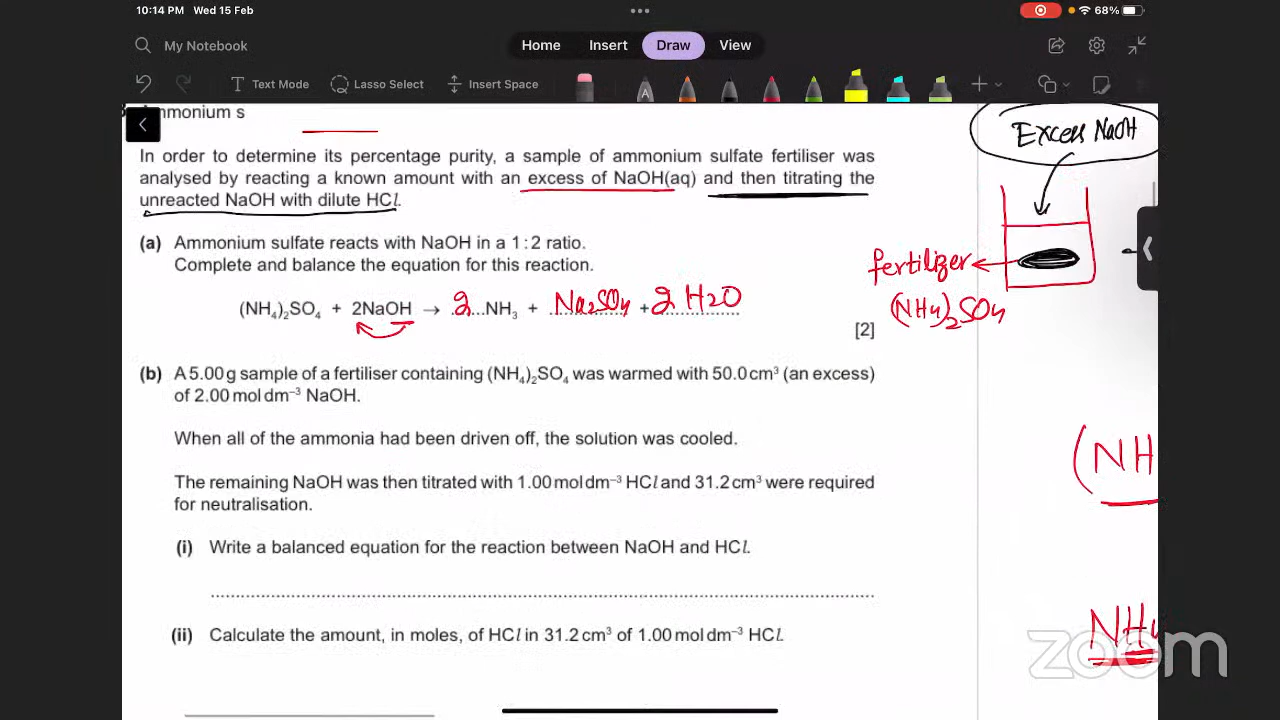 10:14 PM Wed 15 Feb
68%
My Notebook
Home Insert Draw View
Text Mode Lasso Select Insert Space
mmonium s
In order to determine its percentage purity, a sample of ammonium sulfate fertiliser was
analysed by reacting a known amount with an excess of NaOH(aq) and then titrating the
unreacted NaOH with dilute HCl.
(a) Ammonium sulfate reacts with NaOH in a 1:2 ratio.
Complete and balance the equation for this reaction.
(NH₄)₂SO₄ + 2NaOH → 2...NH₃ + Na₂SO₄ + 2 H₂O
[2]
(b) A 5.00 g sample of a fertiliser containing (NH₄)₂SO₄ was warmed with 50.0 cm³ (an excess)
of 2.00 mol dm⁻³ NaOH.
When all of the ammonia had been driven off, the solution was cooled.
The remaining NaOH was then titrated with 1.00 mol dm⁻³ HCl and 31.2 cm³ were required
for neutralisation.
(i) Write a balanced equation for the reaction between NaOH and HCl.
(ii) Calculate the amount, in moles, of HCl in 31.2 cm³ of 1.00 mol dm⁻³ HCl.
Excess NaOH
fertilizer
(NH₄)₂SO₄
(NH
NH₄
zoom